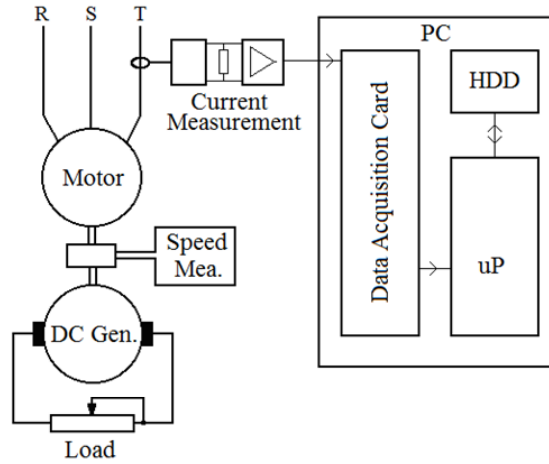 R S T
Current
Measurement
Motor
Speed
Mea.
DC Gen.
Load
PC
Data Acquisition Card
HDD
uP